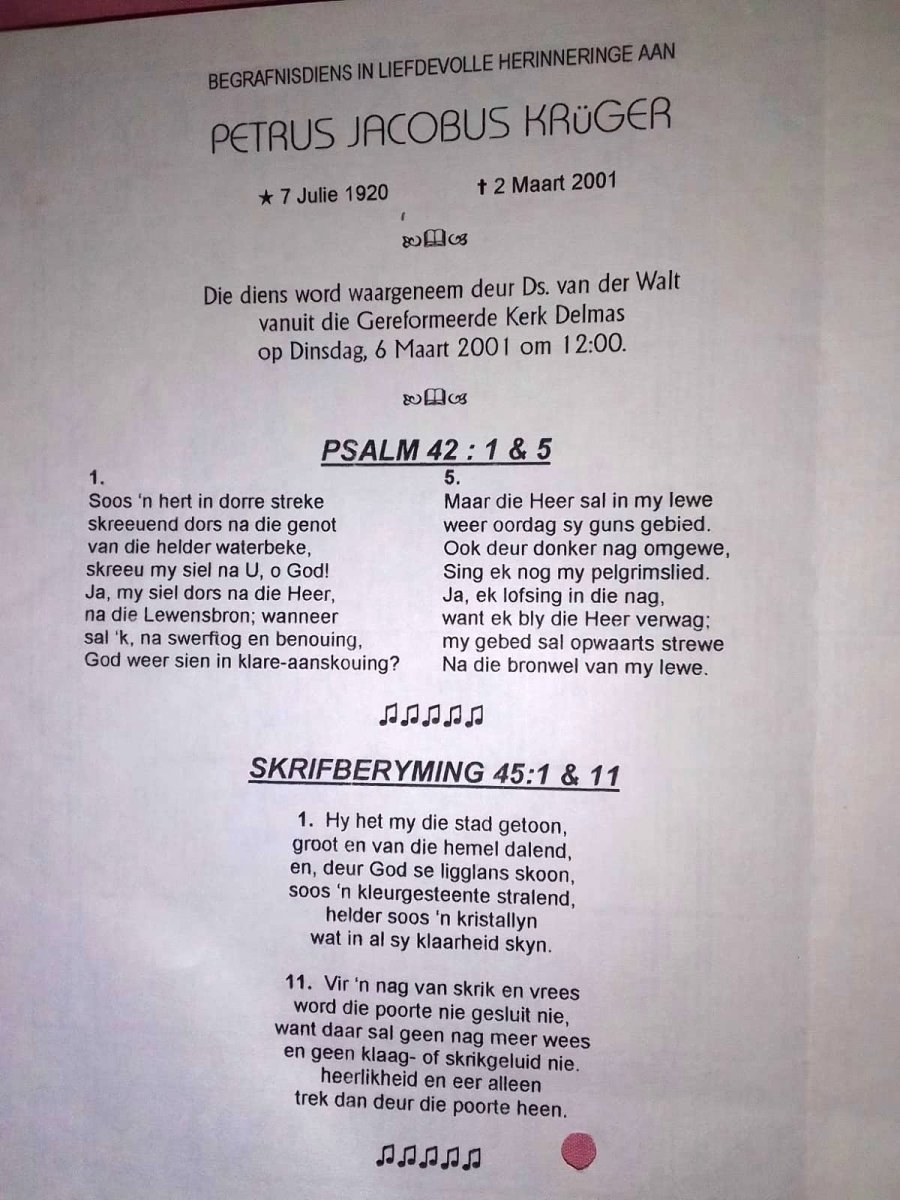 BEGRAFNISDIENS IN LIEFDEVOLLE HERINNERINGE AAN
PETRUS JACOBUS KRüGER
★ 7 Julie 1920 ✝ 2 Maart 2001
Die diens word waargeneem deur Ds. van der Walt
vanuit die Gereformeerde Kerk Delmas
op Dinsdag, 6 Maart 2001 om 12:00.
PSALM 42 : 1 & 5
1.
Soos 'n hert in dorre streke
skreeuend dors na die genot
van die helder waterbeke,
skreeu my siel na U, o God!
Ja, my siel dors na die Heer,
na die Lewensbron; wanneer
sal 'k, na swerftog en benouing,
God weer sien in klare-aanskouing?
5.
Maar die Heer sal in my lewe
weer oordag sy guns gebied.
Ook deur donker nag omgewe,
Sing ek nog my pelgrimslied.
Ja, ek lofsing in die nag,
want ek bly die Heer verwag;
my gebed sal opwaarts strewe
Na die bronwel van my lewe.
♫♫♫♫♫
SKRIFBERYMING 45:1 & 11
1. Hy het my die stad getoon,
groot en van die hemel dalend,
en, deur God se ligglans skoon,
soos 'n kleurgesteente stralend,
helder soos 'n kristallyn
wat in al sy klaarheid skyn.
11. Vir 'n nag van skrik en vrees
word die poorte nie gesluit nie,
want daar sal geen nag meer wees
en geen klaag- of skrikgeluid nie.
heerlikheid en eer alleen
trek dan deur die poorte heen.
♫♫♫♫♫